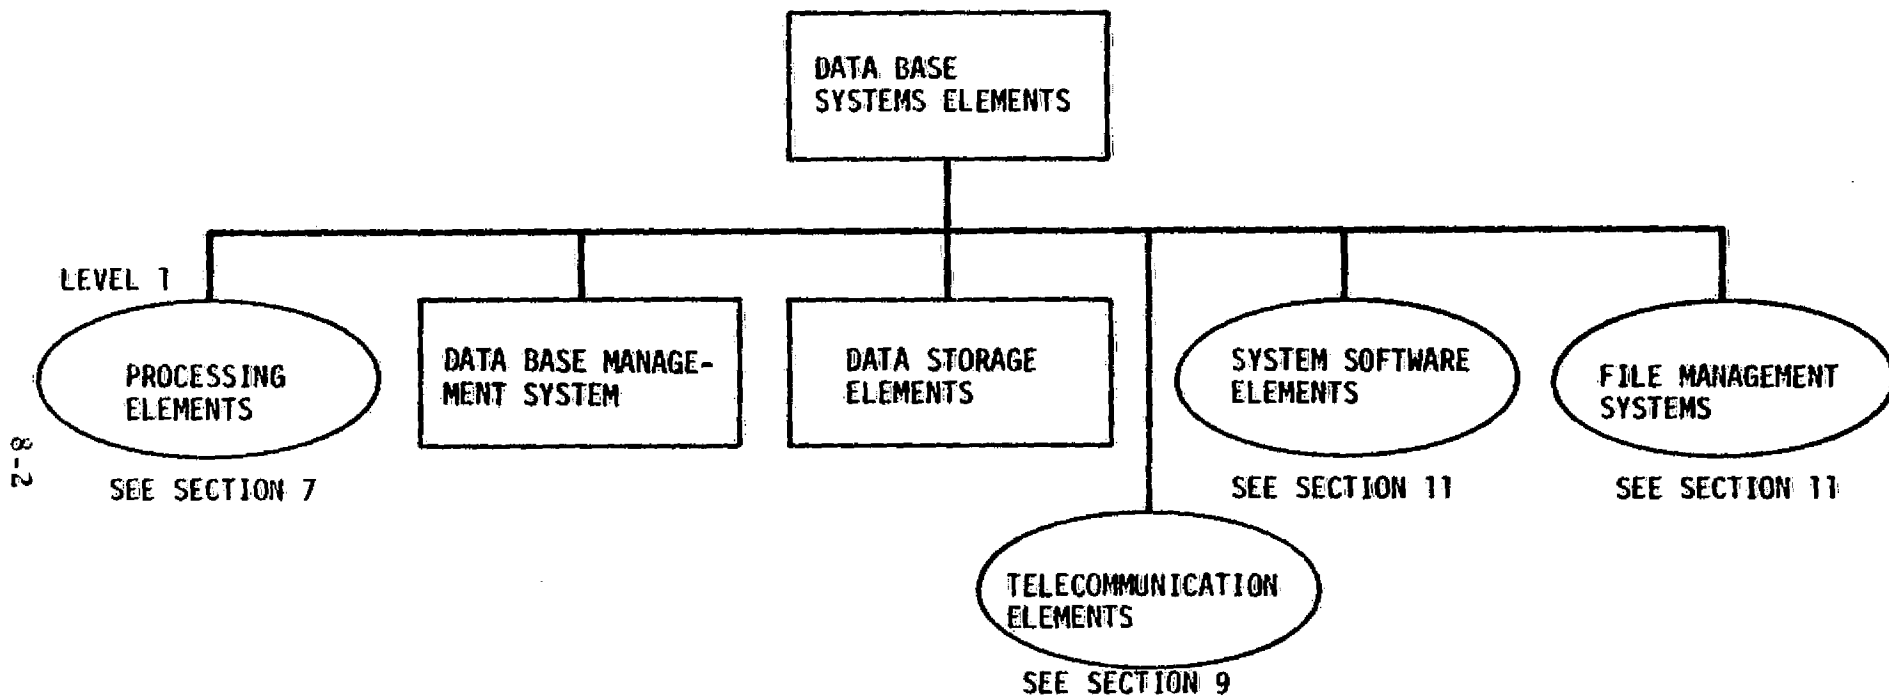 DATA BASE
SYSTEMS ELEMENTS
LEVEL 1
PROCESSING
ELEMENTS
SEE SECTION 7
DATA BASE MANAGE-
MENT SYSTEM
DATA STORAGE
ELEMENTS
TELECOMMUNICATION
ELEMENTS
SEE SECTION 9
SYSTEM SOFTWARE
ELEMENTS
SEE SECTION 11
FILE MANAGEMENT
SYSTEMS
SEE SECTION 11
8-2